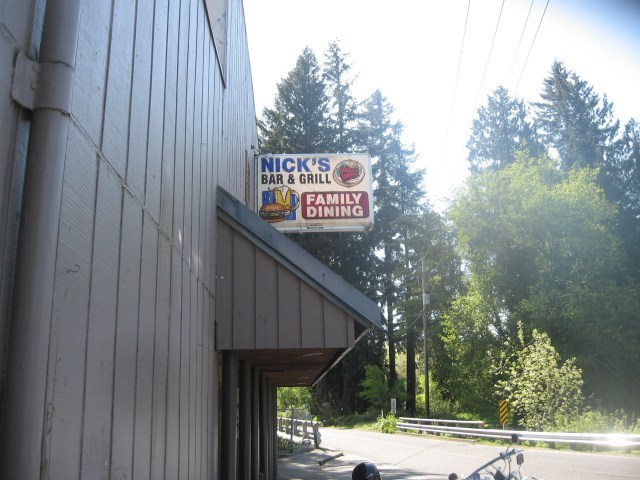 NICK'S
BAR & GRILL
FAMILY
DINING